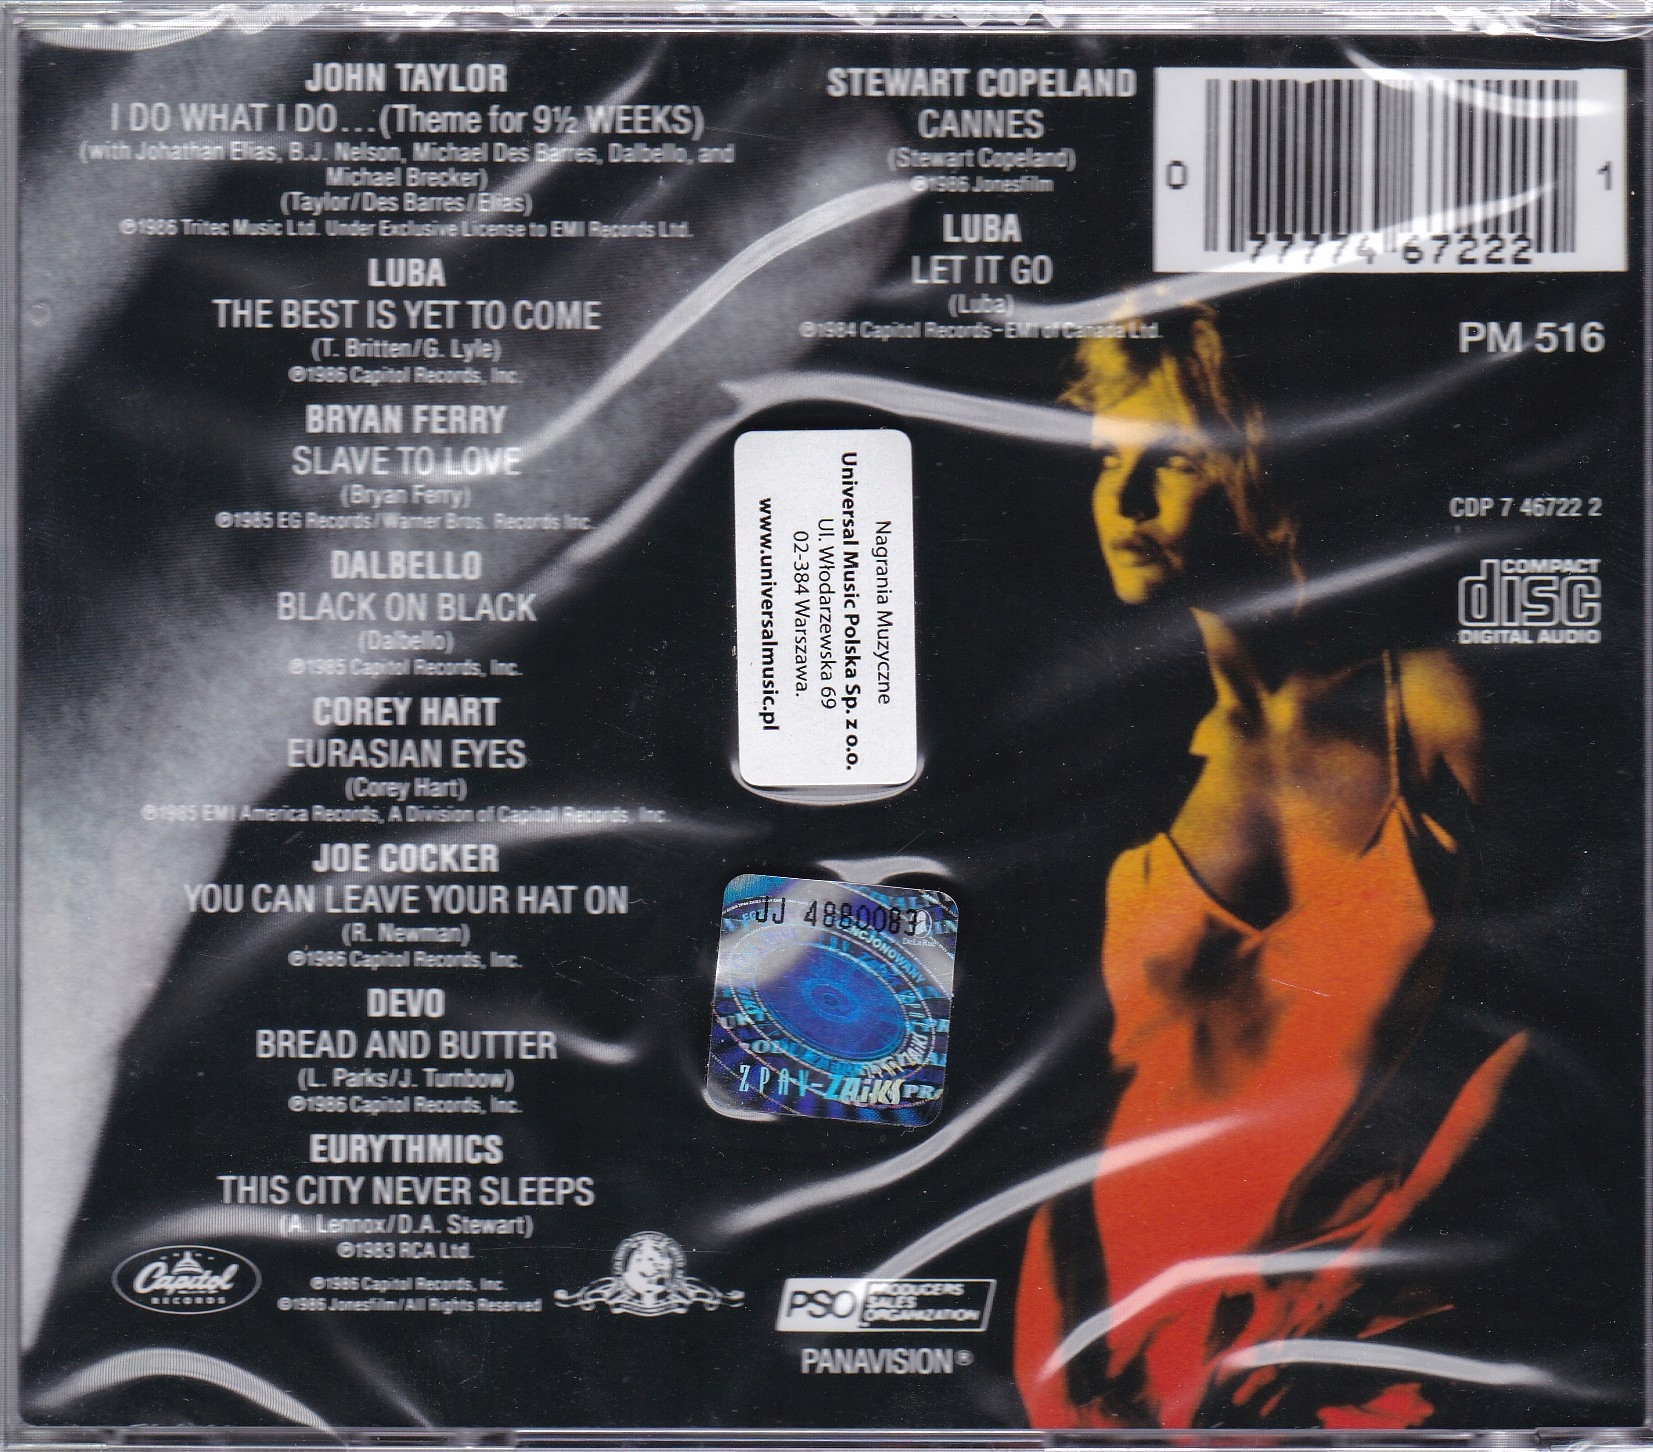 JOHN TAYLOR
I DO WHAT I DO...(Theme for 9½ WEEKS)
(with Johathan Elias, B.J. Nelson, Michael Des Barres, Dalbello, and
Michael Brecker)
(Taylor/Des Barres/Elias)
℗1986 Tritec Music Ltd. Under Exclusive License to EMI Records Ltd.
LUBA
THE BEST IS YET TO COME
(T. Britten/G. Lyle)
℗1986 Capitol Records, Inc.
BRYAN FERRY
SLAVE TO LOVE
(Bryan Ferry)
℗1985 EG Records/Warner Bros. Records Inc.
DALBELLO
BLACK ON BLACK
(Dalbello)
℗1985 Capitol Records, Inc.
COREY HART
EURASIAN EYES
(Corey Hart)
℗1985 EMI America Records, A Division of Capitol Records, Inc.
JOE COCKER
YOU CAN LEAVE YOUR HAT ON
(R. Newman)
℗1986 Capitol Records, Inc.
DEVO
BREAD AND BUTTER
(L. Parks/J. Turnbow)
℗1986 Capitol Records, Inc.
EURYTHMICS
THIS CITY NEVER SLEEPS
(A. Lennox/D.A. Stewart)
℗1983 RCA Ltd.
℗1986 Capitol Records, Inc.
©1986 Jonesfilm/All Rights Reserved
Capitol
RECORDS
STEWART COPELAND
CANNES
(Stewart Copeland)
℗1986 Jonesfilm
LUBA
LET IT GO
(Luba)
℗1984 Capitol Records-EMI of Canada Ltd.
0 77774 67222 1
PM 516
CDP 7 46722 2
COMPACT
disc
DIGITAL AUDIO
Nagrania Muzyczne
Universal Music Polska Sp. z o.o.
Ul. Włodarzewska 69
02-384 Warszawa.
www.universalmusic.pl
JJ 4880083
DeLaRue
ZPAV-ZAiKS
PSO PRODUCERS
SALES
ORGANIZATION
PANAVISION®